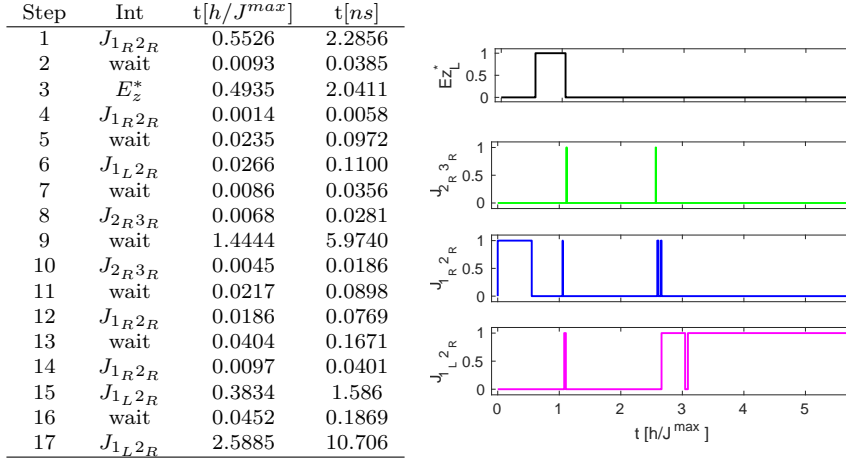 Step Int t[h/J^max] t[ns]
1 J_{1_R 2_R} 0.5526 2.2856
2 wait 0.0093 0.0385
3 E_z^* 0.4935 2.0411
4 J_{1_R 2_R} 0.0014 0.0058
5 wait 0.0235 0.0972
6 J_{1_L 2_R} 0.0266 0.1100
7 wait 0.0086 0.0356
8 J_{2_R 3_R} 0.0068 0.0281
9 wait 1.4444 5.9740
10 J_{2_R 3_R} 0.0045 0.0186
11 wait 0.0217 0.0898
12 J_{1_R 2_R} 0.0186 0.0769
13 wait 0.0404 0.1671
14 J_{1_R 2_R} 0.0097 0.0401
15 J_{1_L 2_R} 0.3834 1.586
16 wait 0.0452 0.1869
17 J_{1_L 2_R} 2.5885 10.706
Ez_L^*
1
0.5
0
J_{2_R 3_R}
1
0.5
0
J_{1_R 2_R}
1
0.5
0
J_{1_L 2_R}
1
0.5
0
0 1 2 3 4 5
t [h/J^max]